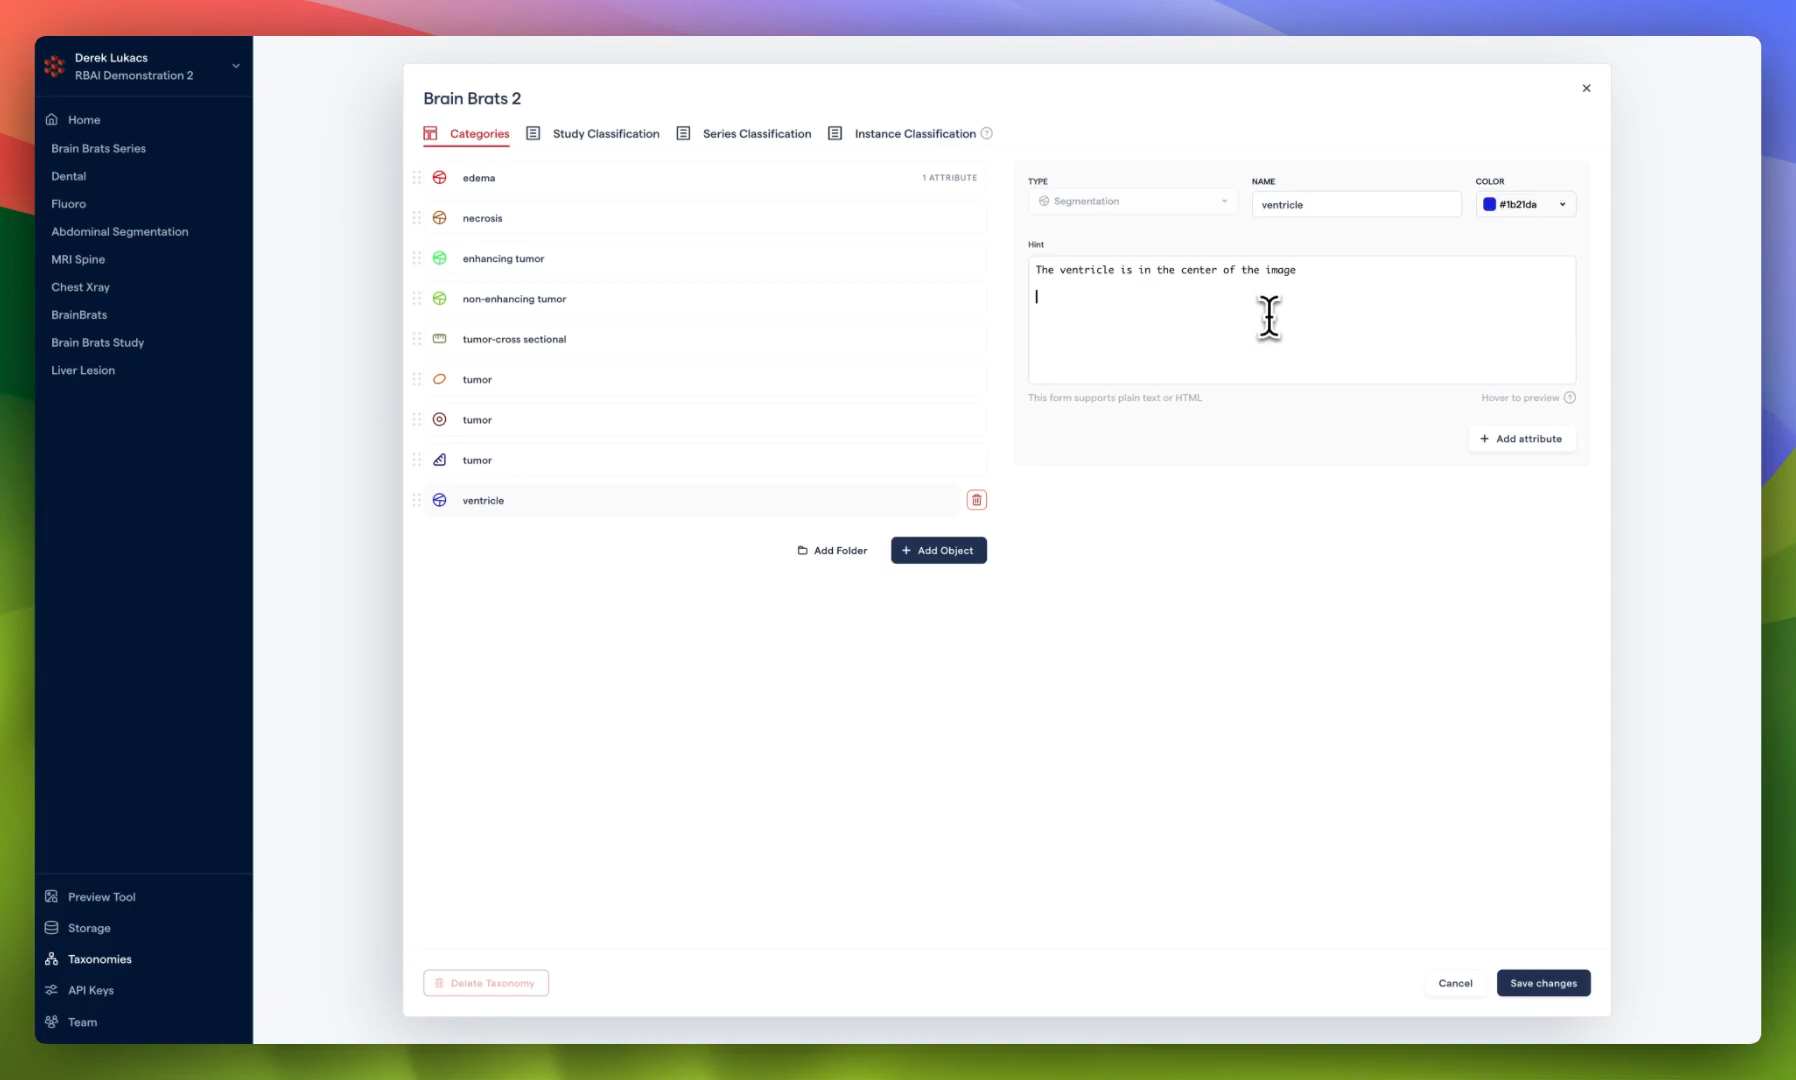 Derek Lukacs
RBAI Demonstration 2
Home
Brain Brats Series
Dental
Fluoro
Abdominal Segmentation
MRI Spine
Chest Xray
BrainBrats
Brain Brats Study
Liver Lesion
Preview Tool
Storage
Taxonomies
API Keys
Team
Brain Brats 2
Categories Study Classification Series Classification Instance Classification ?
edema 1 ATTRIBUTE
necrosis
enhancing tumor
non-enhancing tumor
tumor-cross sectional
tumor
tumor
tumor
ventricle
Add Folder + Add Object
TYPE NAME COLOR
Segmentation ventricle #1b21da
Hint
The ventricle is in the center of the image
This form supports plain text or HTML Hover to preview ?
+ Add attribute
Delete Taxonomy Cancel Save changes